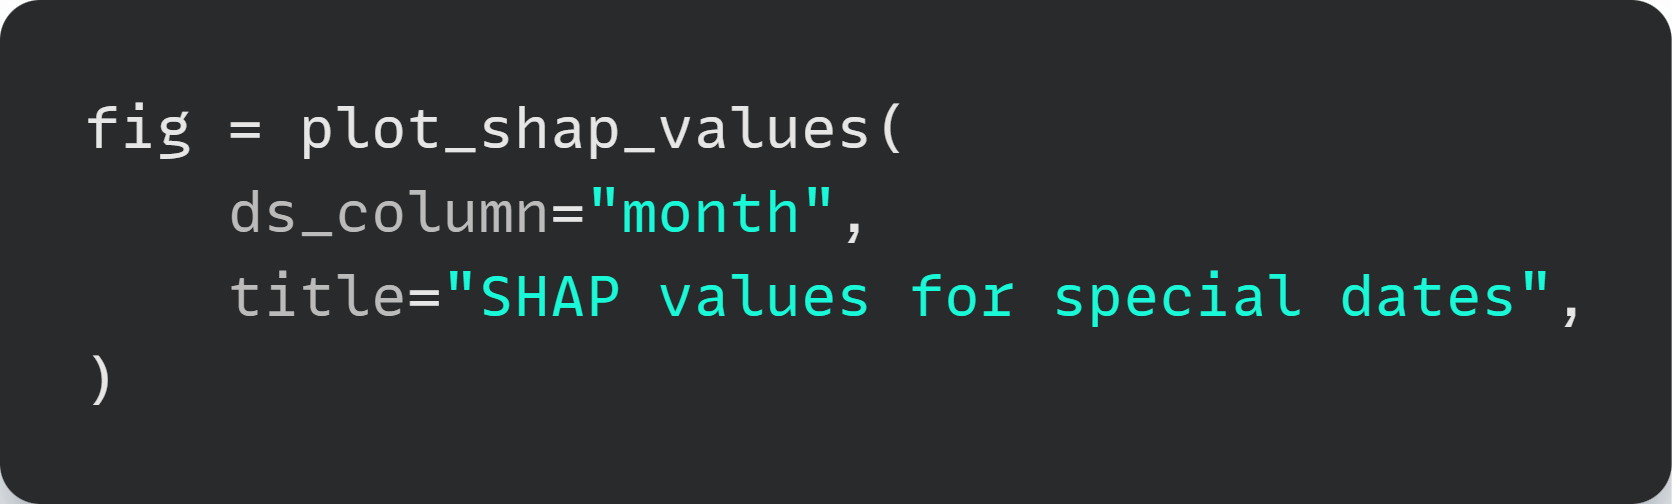 fig = plot_shap_values(
    ds_column="month",
    title="SHAP values for special dates",
)